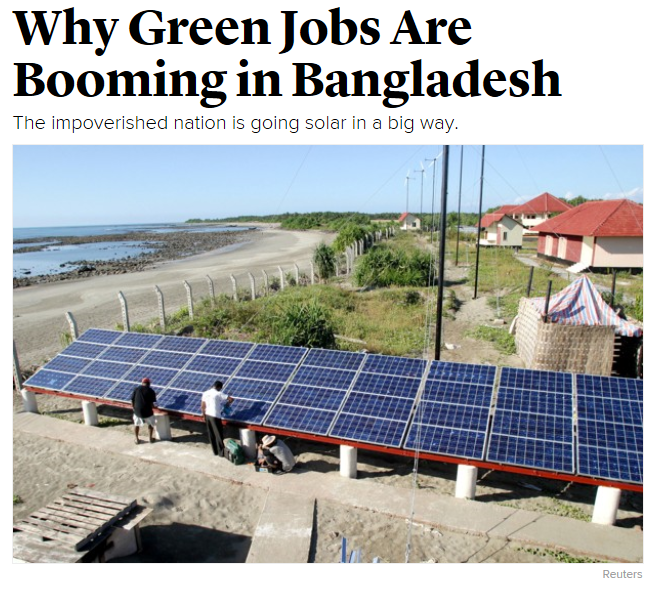 Why Green Jobs Are
Booming in Bangladesh
The impoverished nation is going solar in a big way.
Reuters